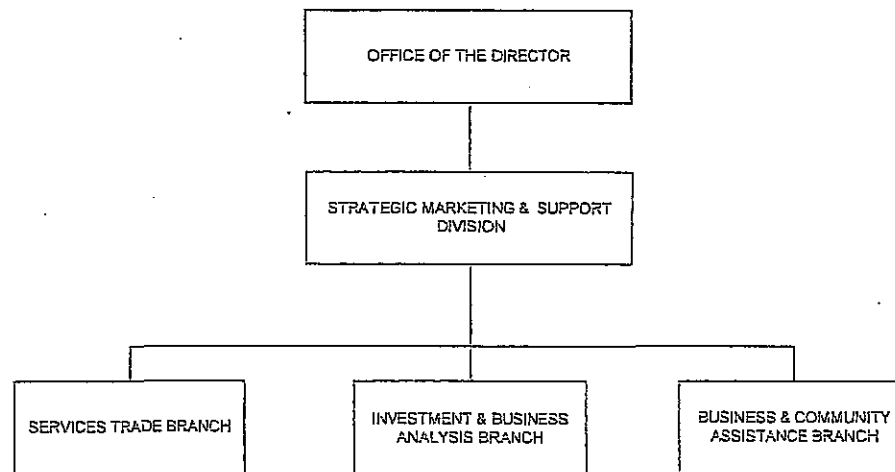 OFFICE OF THE DIRECTOR
STRATEGIC MARKETING & SUPPORT
DIVISION
SERVICES TRADE BRANCH
INVESTMENT & BUSINESS
ANALYSIS BRANCH
BUSINESS & COMMUNITY
ASSISTANCE BRANCH